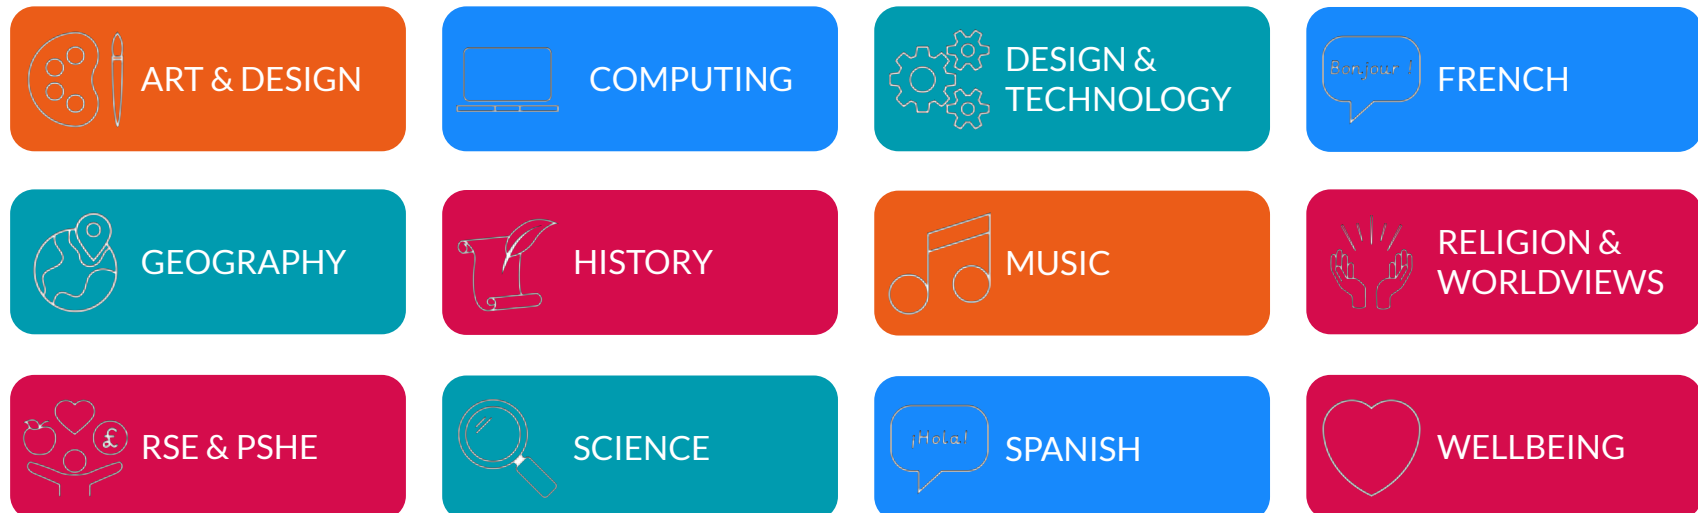 ART & DESIGN
COMPUTING
DESIGN &
TECHNOLOGY
Bonjour !
FRENCH
GEOGRAPHY
HISTORY
MUSIC
RELIGION &
WORLDVIEWS
£
RSE & PSHE
SCIENCE
¡Hola!
SPANISH
WELLBEING